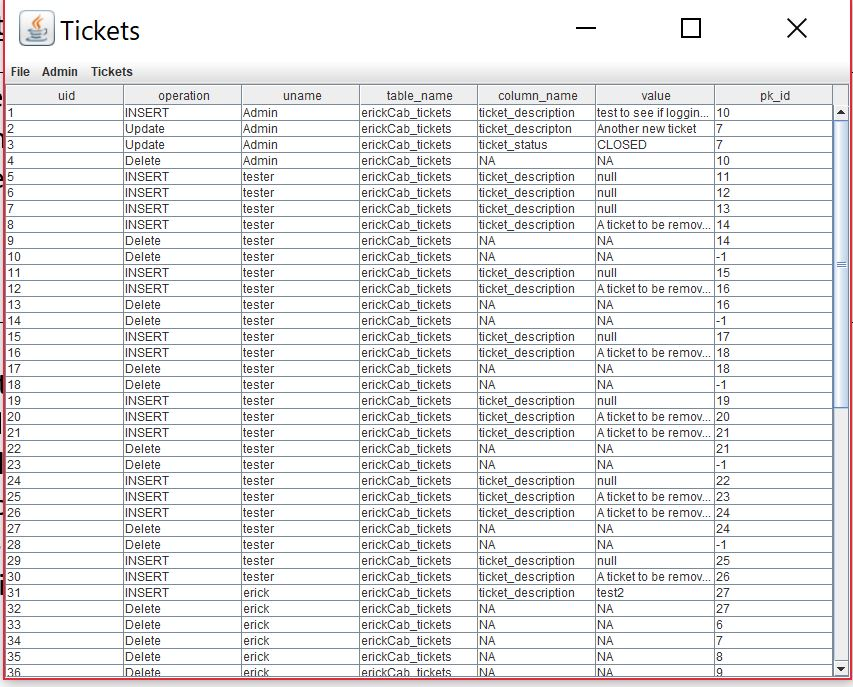 Tickets
File Admin Tickets
uid operation uname table_name column_name value pk_id
1 INSERT Admin erickCab_tickets ticket_description test to see if loggin... 10
2 Update Admin erickCab_tickets ticket_descripton Another new ticket 7
3 Update Admin erickCab_tickets ticket_status CLOSED 7
4 Delete Admin erickCab_tickets NA NA 10
5 INSERT tester erickCab_tickets ticket_description null 11
6 INSERT tester erickCab_tickets ticket_description null 12
7 INSERT tester erickCab_tickets ticket_description null 13
8 INSERT tester erickCab_tickets ticket_description A ticket to be remov... 14
9 Delete tester erickCab_tickets NA NA 14
10 Delete tester erickCab_tickets NA NA -1
11 INSERT tester erickCab_tickets ticket_description null 15
12 INSERT tester erickCab_tickets ticket_description A ticket to be remov... 16
13 Delete tester erickCab_tickets NA NA 16
14 Delete tester erickCab_tickets NA NA -1
15 INSERT tester erickCab_tickets ticket_description null 17
16 INSERT tester erickCab_tickets ticket_description A ticket to be remov... 18
17 Delete tester erickCab_tickets NA NA 18
18 Delete tester erickCab_tickets NA NA -1
19 INSERT tester erickCab_tickets ticket_description null 19
20 INSERT tester erickCab_tickets ticket_description A ticket to be remov... 20
21 INSERT tester erickCab_tickets ticket_description A ticket to be remov... 21
22 Delete tester erickCab_tickets NA NA 21
23 Delete tester erickCab_tickets NA NA -1
24 INSERT tester erickCab_tickets ticket_description null 22
25 INSERT tester erickCab_tickets ticket_description A ticket to be remov... 23
26 INSERT tester erickCab_tickets ticket_description A ticket to be remov... 24
27 Delete tester erickCab_tickets NA NA 24
28 Delete tester erickCab_tickets NA NA -1
29 INSERT tester erickCab_tickets ticket_description null 25
30 INSERT tester erickCab_tickets ticket_description A ticket to be remov... 26
31 INSERT erick erickCab_tickets ticket_description test2 27
32 Delete erick erickCab_tickets NA NA 27
33 Delete erick erickCab_tickets NA NA 6
34 Delete erick erickCab_tickets NA NA 7
35 Delete erick erickCab_tickets NA NA 8
36 Delete erick erickCab_tickets NA NA 9